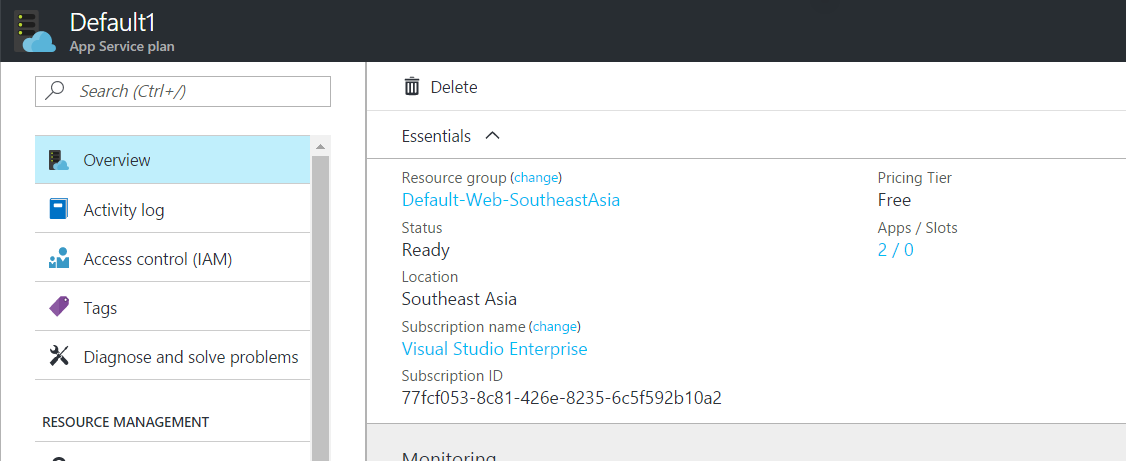 Default1
App Service plan
Search (Ctrl+/)
Overview
Activity log
Access control (IAM)
Tags
Diagnose and solve problems
RESOURCE MANAGEMENT
Delete
Essentials
Resource group (change)
Default-Web-SoutheastAsia
Status
Ready
Location
Southeast Asia
Subscription name (change)
Visual Studio Enterprise
Subscription ID
77fcf053-8c81-426e-8235-6c5f592b10a2
Pricing Tier
Free
Apps / Slots
2 / 0
Monitoring